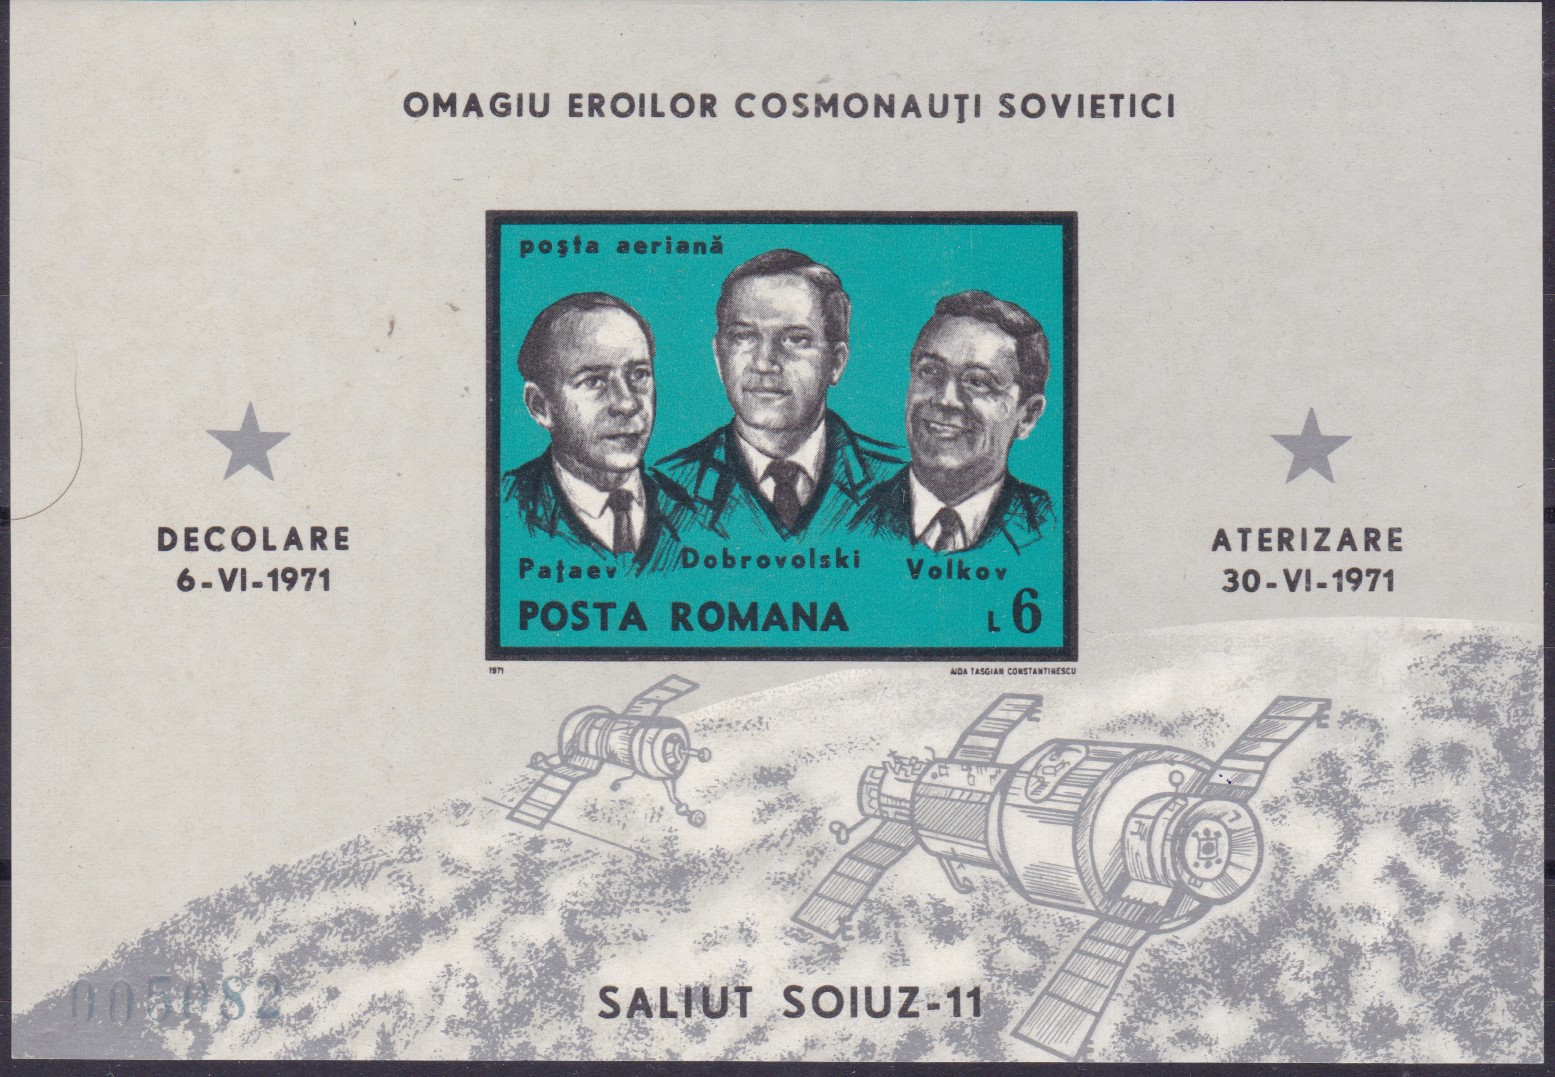 OMAGIU EROILOR COSMONAUŢI SOVIETICI
poşta aeriană
DECOLARE
6-VI-1971
ATERIZARE
30-VI-1971
Paţaev Dobrovolski Volkov
POSTA ROMANA L6
1971 AIDA TASGIAN CONSTANTINESCU
005082
SALIUT SOIUZ-11